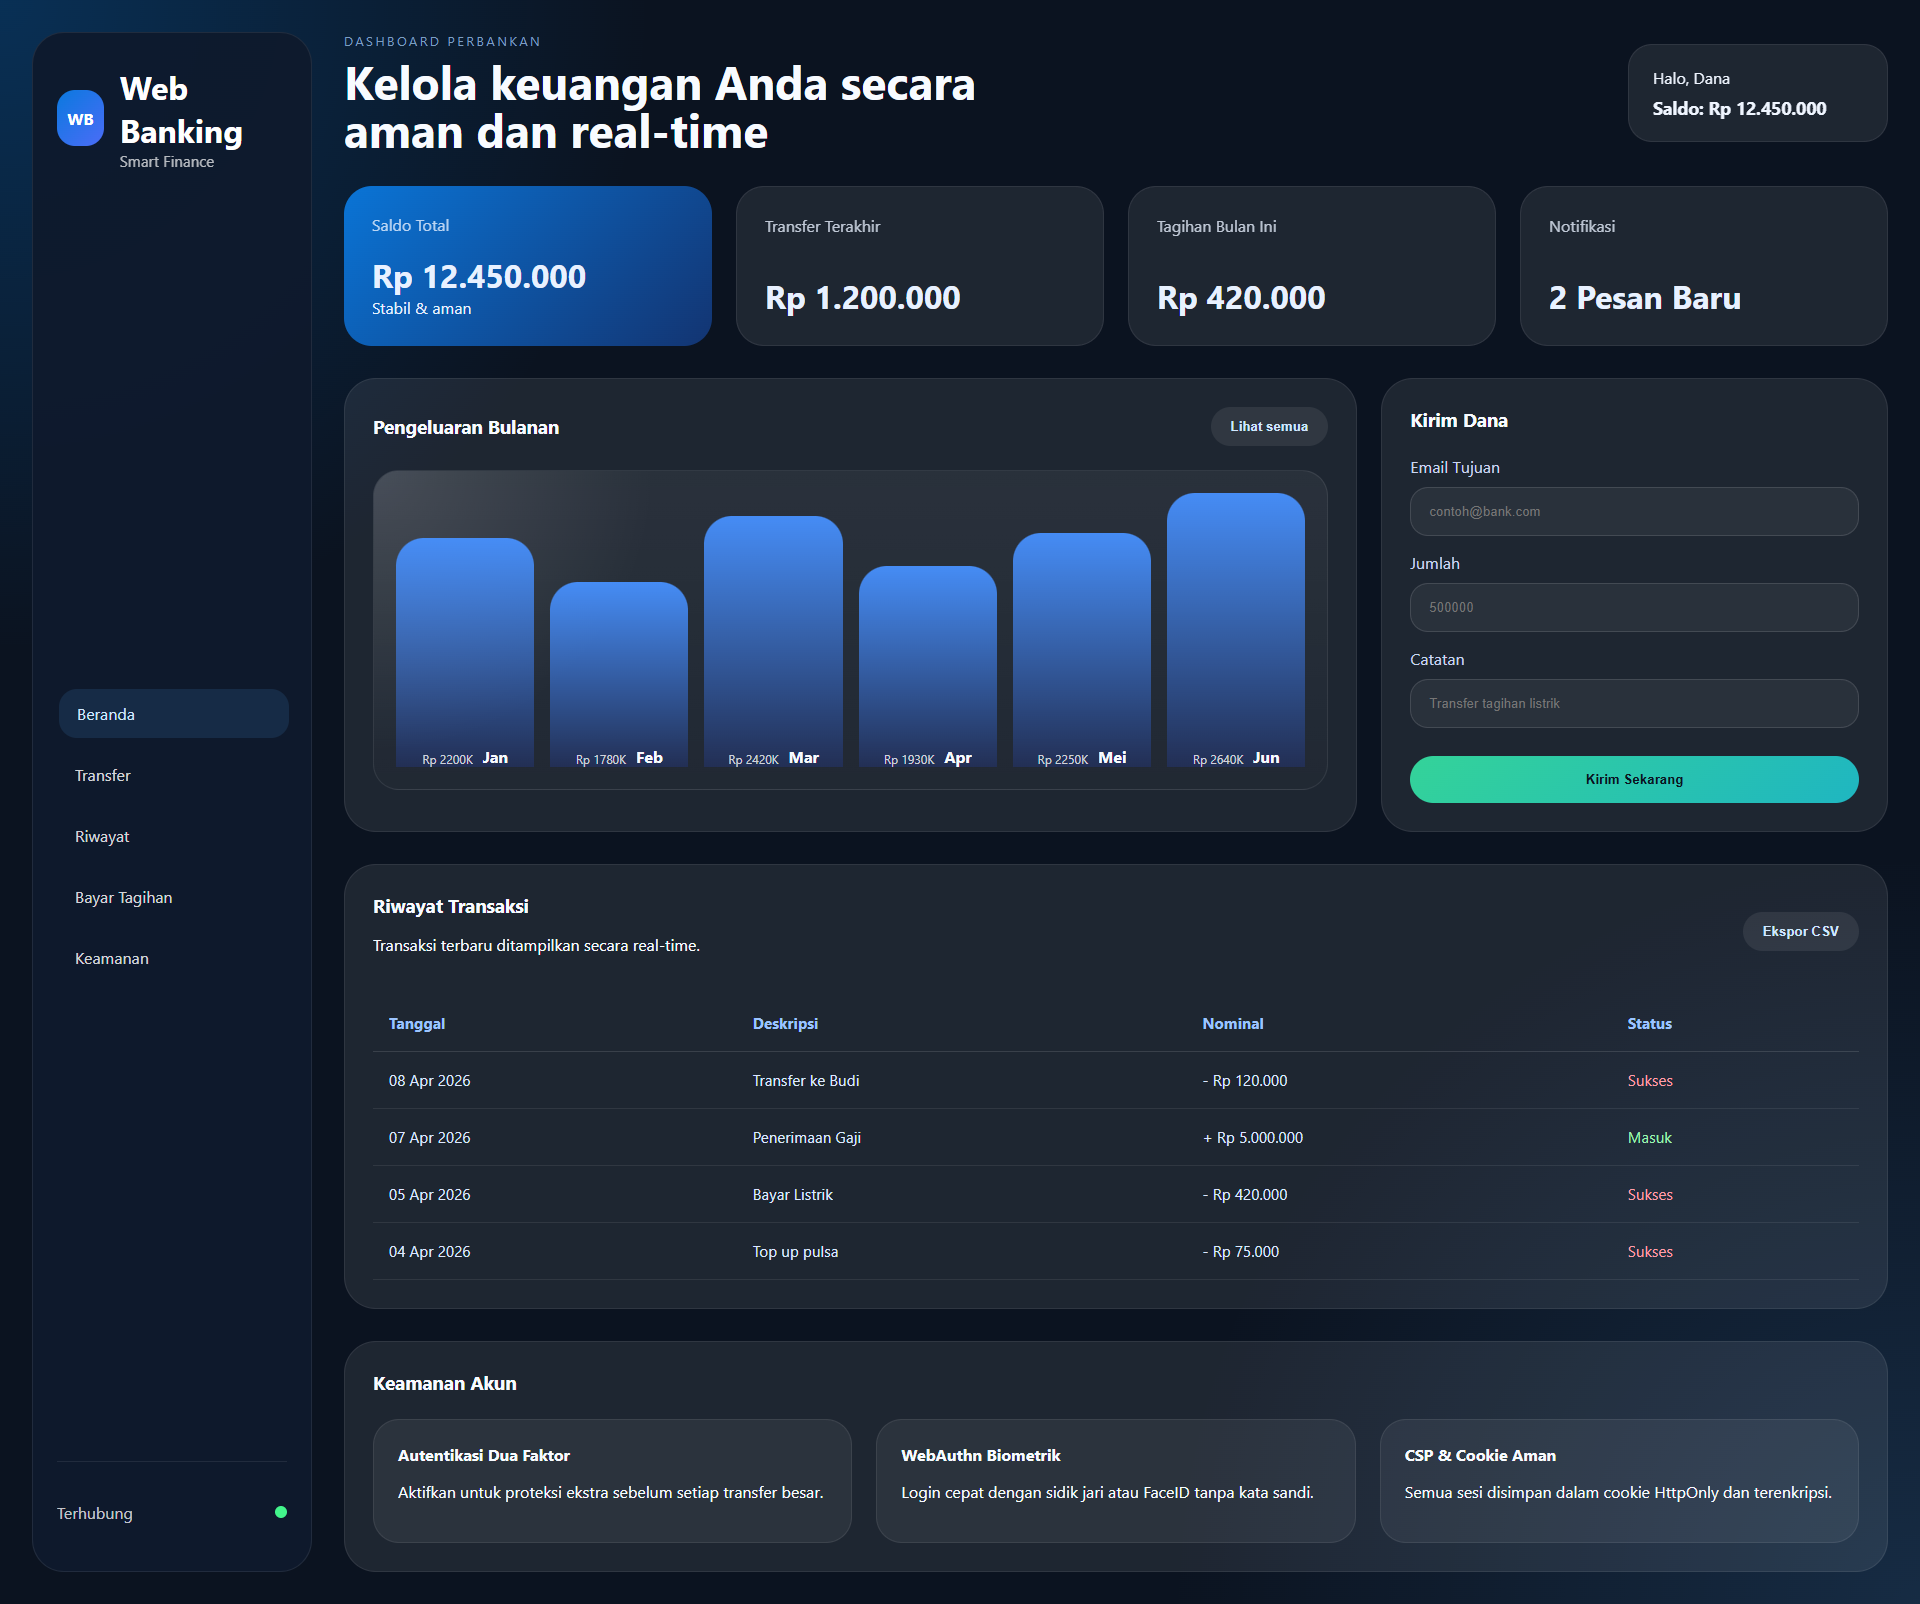 WB
Web
Banking
Smart Finance
Beranda
Transfer
Riwayat
Bayar Tagihan
Keamanan
Terhubung
DASHBOARD PERBANKAN
Kelola keuangan Anda secara
aman dan real-time
Halo, Dana
Saldo: Rp 12.450.000
Saldo Total
Rp 12.450.000
Stabil & aman
Transfer Terakhir
Rp 1.200.000
Tagihan Bulan Ini
Rp 420.000
Notifikasi
2 Pesan Baru
Pengeluaran Bulanan
Lihat semua
Rp 2200K Jan
Rp 1780K Feb
Rp 2420K Mar
Rp 1930K Apr
Rp 2250K Mei
Rp 2640K Jun
Kirim Dana
Email Tujuan
contoh@bank.com
Jumlah
500000
Catatan
Transfer tagihan listrik
Kirim Sekarang
Riwayat Transaksi
Transaksi terbaru ditampilkan secara real-time.
Ekspor CSV
Tanggal Deskripsi Nominal Status
08 Apr 2026 Transfer ke Budi - Rp 120.000 Sukses
07 Apr 2026 Penerimaan Gaji + Rp 5.000.000 Masuk
05 Apr 2026 Bayar Listrik - Rp 420.000 Sukses
04 Apr 2026 Top up pulsa - Rp 75.000 Sukses
Keamanan Akun
Autentikasi Dua Faktor
Aktifkan untuk proteksi ekstra sebelum setiap transfer besar.
WebAuthn Biometrik
Login cepat dengan sidik jari atau FaceID tanpa kata sandi.
CSP & Cookie Aman
Semua sesi disimpan dalam cookie HttpOnly dan terenkripsi.